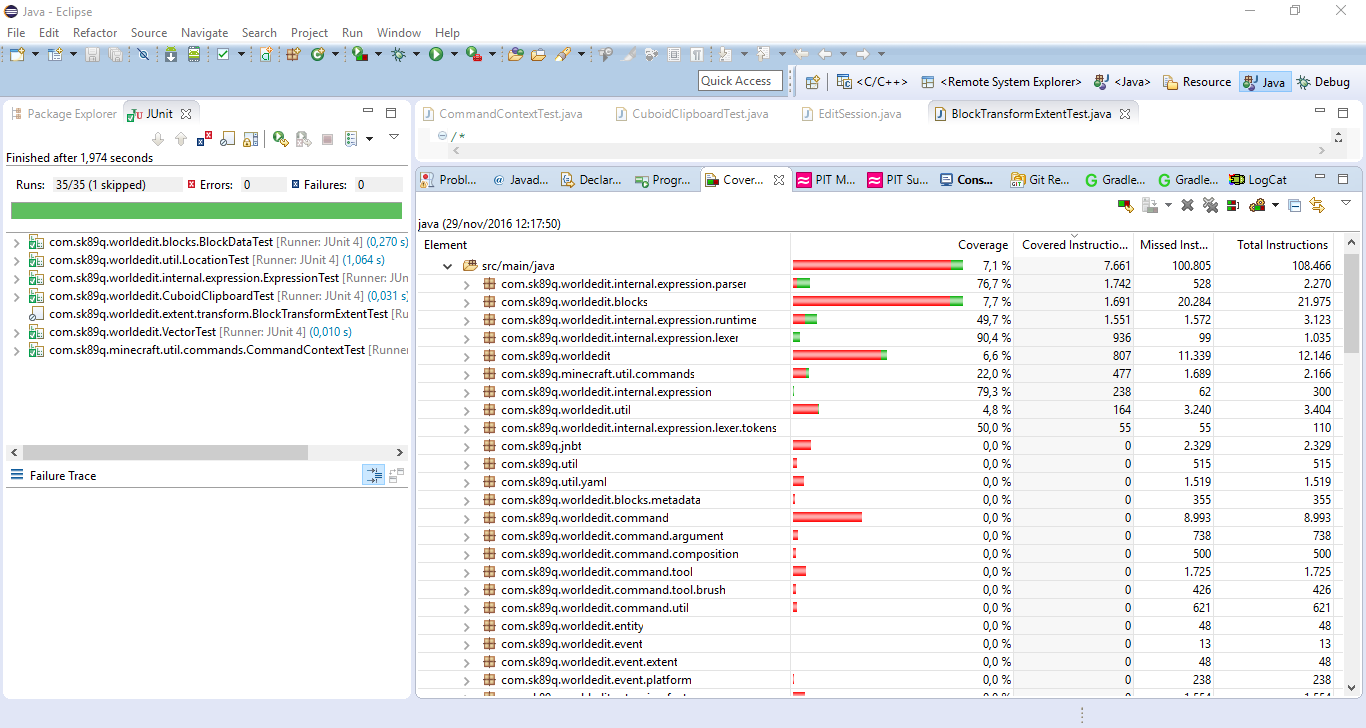 Java - Eclipse
File Edit Refactor Source Navigate Search Project Run Window Help
Quick Access <C/C++> <Remote System Explorer> <Java> Resource Java Debug
Package Explorer JUnit
Finished after 1,974 seconds
Runs: 35/35 (1 skipped) Errors: 0 Failures: 0
com.sk89q.worldedit.blocks.BlockDataTest [Runner: JUnit 4] (0,270 s)
com.sk89q.worldedit.util.LocationTest [Runner: JUnit 4] (1,064 s)
com.sk89q.worldedit.internal.expression.ExpressionTest [Runner: JUn
com.sk89q.worldedit.CuboidClipboardTest [Runner: JUnit 4] (0,031 s)
com.sk89q.worldedit.extent.transform.BlockTransformExtentTest [Ru
com.sk89q.worldedit.VectorTest [Runner: JUnit 4] (0,010 s)
com.sk89q.minecraft.util.commands.CommandContextTest [Runner
Failure Trace
CommandContextTest.java CuboidClipboardTest.java EditSession.java BlockTransformExtentTest.java
/*
Probl... @ Javad... Declar... Progr... Cover... PIT M... PIT Su... Cons... Git Re... Gradle... Gradle... LogCat
java (29/nov/2016 12:17:50)
Element Coverage Covered Instructio... Missed Inst... Total Instructions
src/main/java 7,1 % 7.661 100.805 108.466
com.sk89q.worldedit.internal.expression.parser 76,7 % 1.742 528 2.270
com.sk89q.worldedit.blocks 7,7 % 1.691 20.284 21.975
com.sk89q.worldedit.internal.expression.runtime 49,7 % 1.551 1.572 3.123
com.sk89q.worldedit.internal.expression.lexer 90,4 % 936 99 1.035
com.sk89q.worldedit 6,6 % 807 11.339 12.146
com.sk89q.minecraft.util.commands 22,0 % 477 1.689 2.166
com.sk89q.worldedit.internal.expression 79,3 % 238 62 300
com.sk89q.worldedit.util 4,8 % 164 3.240 3.404
com.sk89q.worldedit.internal.expression.lexer.tokens 50,0 % 55 55 110
com.sk89q.jnbt 0,0 % 0 2.329 2.329
com.sk89q.util 0,0 % 0 515 515
com.sk89q.util.yaml 0,0 % 0 1.519 1.519
com.sk89q.worldedit.blocks.metadata 0,0 % 0 355 355
com.sk89q.worldedit.command 0,0 % 0 8.993 8.993
com.sk89q.worldedit.command.argument 0,0 % 0 738 738
com.sk89q.worldedit.command.composition 0,0 % 0 500 500
com.sk89q.worldedit.command.tool 0,0 % 0 1.725 1.725
com.sk89q.worldedit.command.tool.brush 0,0 % 0 426 426
com.sk89q.worldedit.command.util 0,0 % 0 621 621
com.sk89q.worldedit.entity 0,0 % 0 48 48
com.sk89q.worldedit.event 0,0 % 0 13 13
com.sk89q.worldedit.event.extent 0,0 % 0 48 48
com.sk89q.worldedit.event.platform 0,0 % 0 238 238